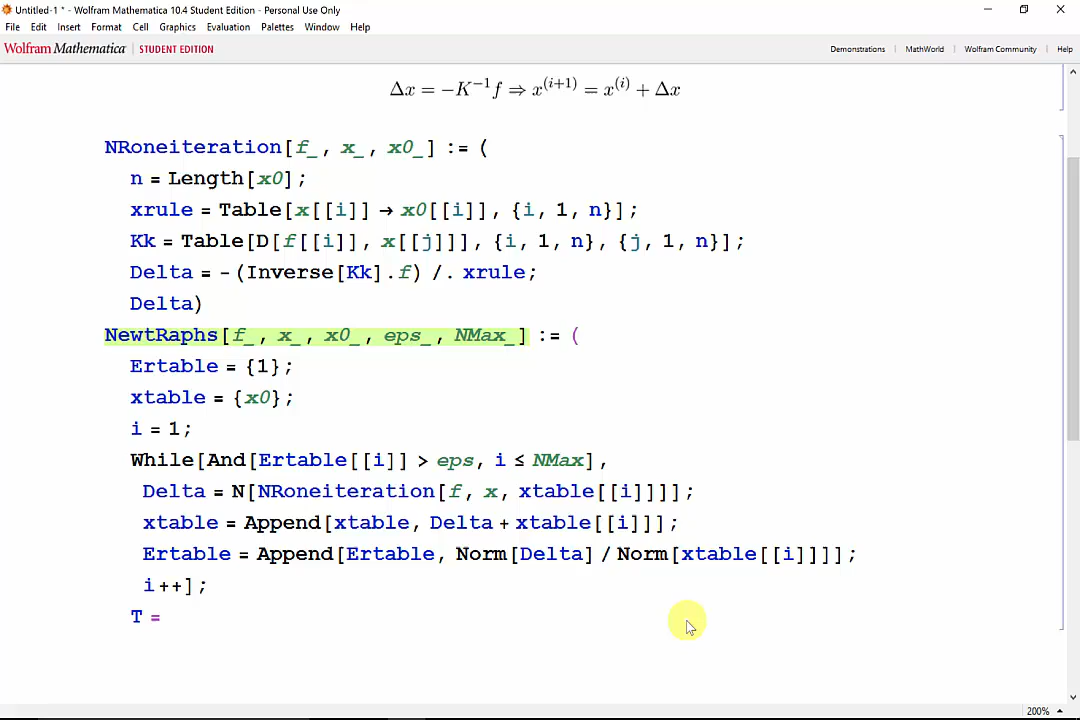 Untitled-1 * - Wolfram Mathematica 10.4 Student Edition - Personal Use Only
File Edit Insert Format Cell Graphics Evaluation Palettes Window Help
Wolfram Mathematica | STUDENT EDITION Demonstrations | MathWorld | Wolfram Community | Help
Δx = −K⁻¹f ⇒ x⁽ⁱ⁺¹⁾ = x⁽ⁱ⁾ + Δx
NRoneiteration[f_, x_, x0_] := (
n = Length[x0];
xrule = Table[x[[i]] → x0[[i]], {i, 1, n}];
Kk = Table[D[f[[i]], x[[j]]], {i, 1, n}, {j, 1, n}];
Delta = -(Inverse[Kk].f) /. xrule;
Delta)
NewtRaphs[f_, x_, x0_, eps_, NMax_] := (
Ertable = {1};
xtable = {x0};
i = 1;
While[And[Ertable[[i]] > eps, i ≤ NMax],
Delta = N[NRoneiteration[f, x, xtable[[i]]]];
xtable = Append[xtable, Delta + xtable[[i]]];
Ertable = Append[Ertable, Norm[Delta] / Norm[xtable[[i]]]];
i++];
T =
200%